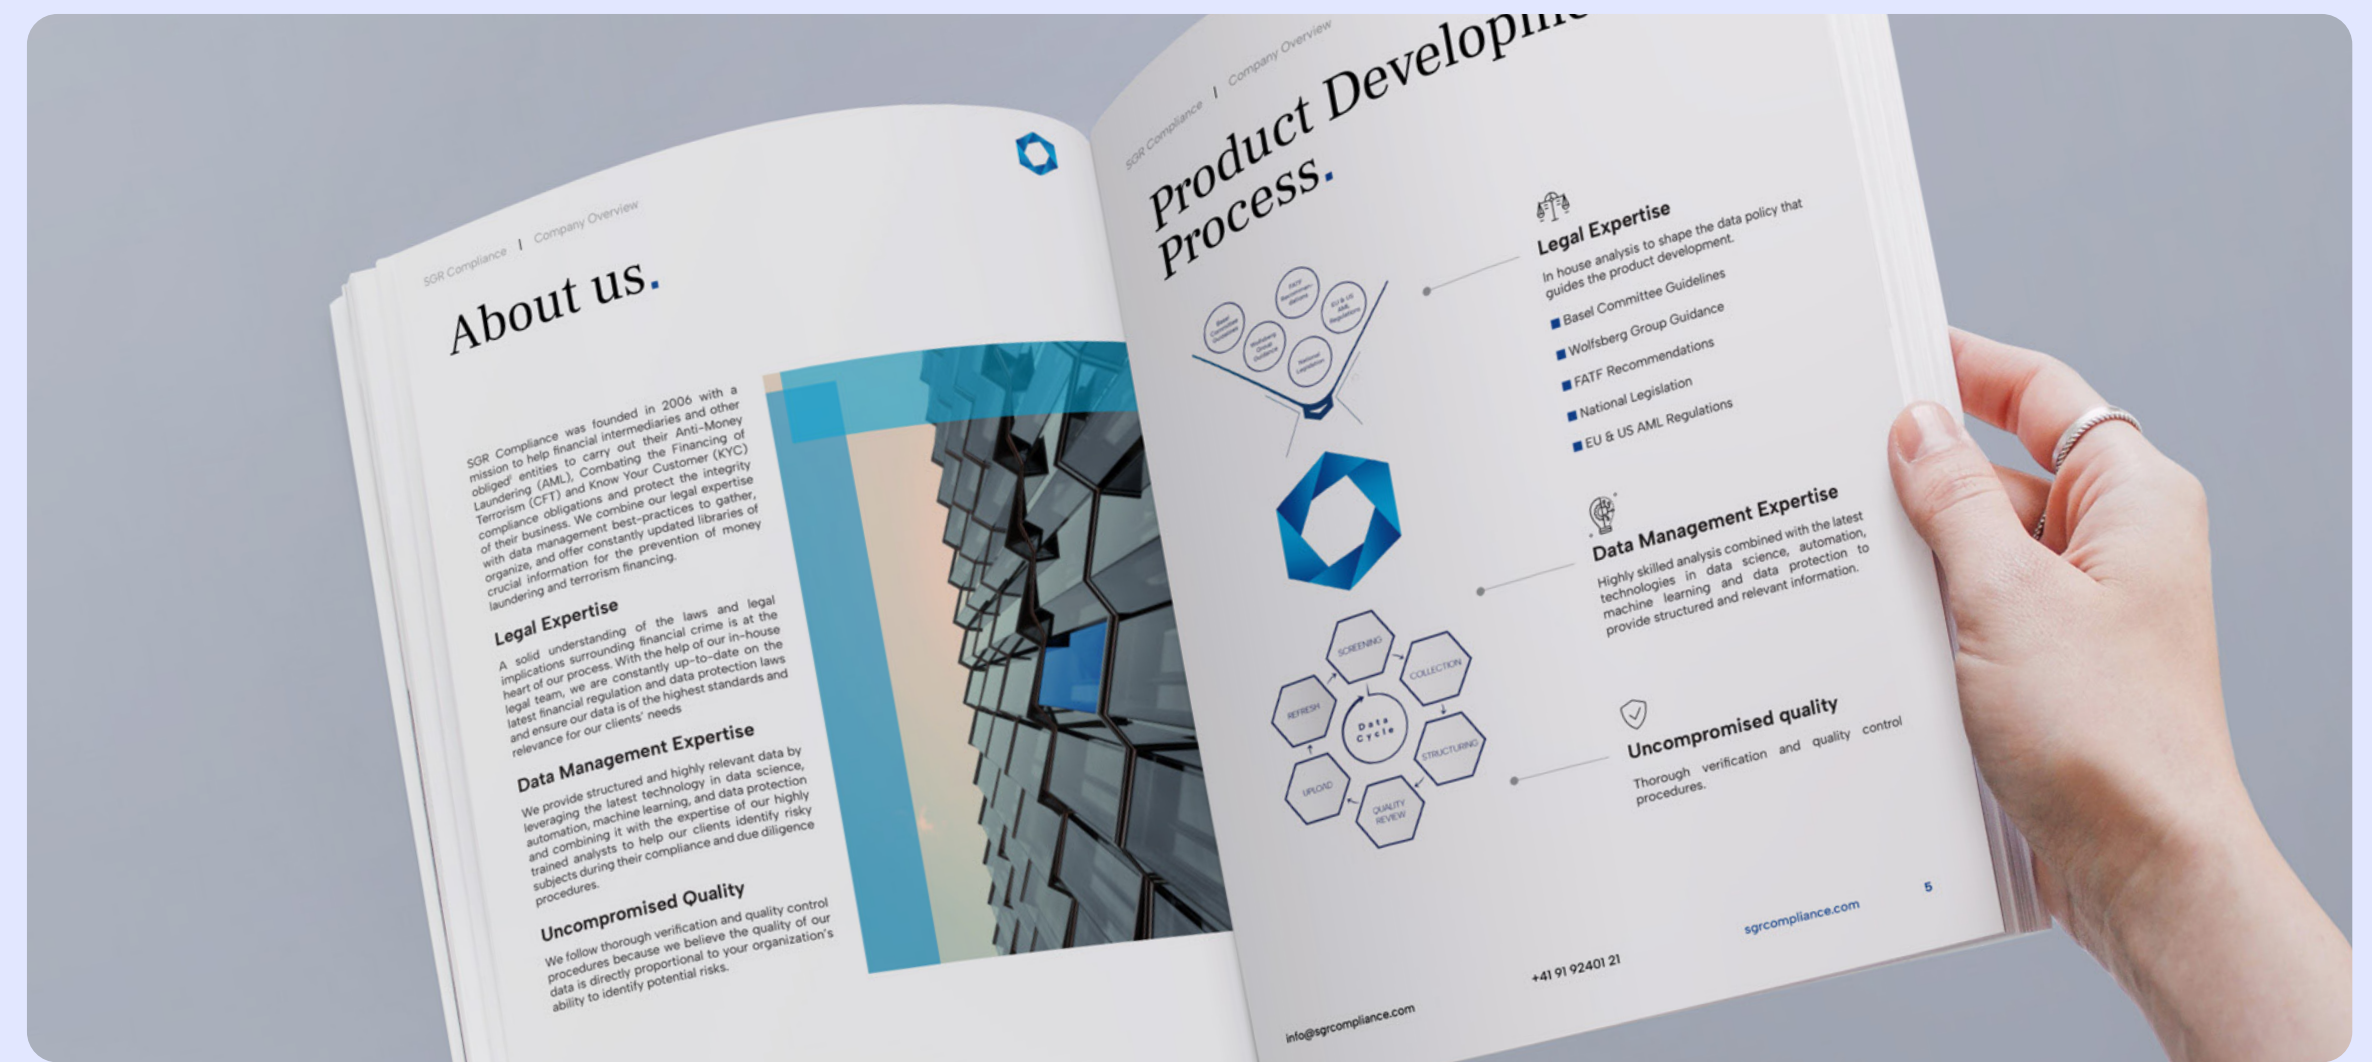 SGR Compliance | Company Overview
About us.
SGR Compliance was founded in 2006 with a
mission to help financial intermediaries and other
obliged' entities to carry out their Anti-Money
Laundering (AML), Combating the Financing of
Terrorism (CFT) and Know Your Customer (KYC)
compliance obligations and protect the integrity
of their business. We combine our legal expertise
with data management best-practices to gather,
organize, and offer constantly updated libraries of
crucial information for the prevention of money
laundering and terrorism financing.
Legal Expertise
A solid understanding of the laws and legal
implications surrounding financial crime is at the
heart of our process. With the help of our in-house
legal team, we are constantly up-to-date on the
latest financial regulation and data protection laws
and ensure our data is of the highest standards and
relevance for our clients' needs
Data Management Expertise
We provide structured and highly relevant data by
leveraging the latest technology in data science,
automation, machine learning, and data protection
and combining it with the expertise of our highly
trained analysts to help our clients identify risky
subjects during their compliance and due diligence
procedures.
Uncompromised Quality
We follow thorough verification and quality control
procedures because we believe the quality of our
data is directly proportional to your organization's
ability to identify potential risks.
SGR Compliance | Company Overview
Product Developme
Process.
Basel
Committee
Guidelines
FATF
Recommen-
dations
EU & US
AML
Regulations
Wolfsberg
Group
Guidance
National
Legislation
SCREENING
COLLECTION
STRUCTURING
QUALITY
REVIEW
UPLOAD
REFRESH
Data
Cycle
Legal Expertise
In house analysis to shape the data policy that
guides the product development.
Basel Committee Guidelines
Wolfsberg Group Guidance
FATF Recommendations
National Legislation
EU & US AML Regulations
Data Management Expertise
Highly skilled analysis combined with the latest
technologies in data science, automation,
machine learning and data protection to
provide structured and relevant information.
Uncompromised quality
Thorough verification and quality control
procedures.
info@sgrcompliance.com
+41 91 92401 21
sgrcompliance.com
5